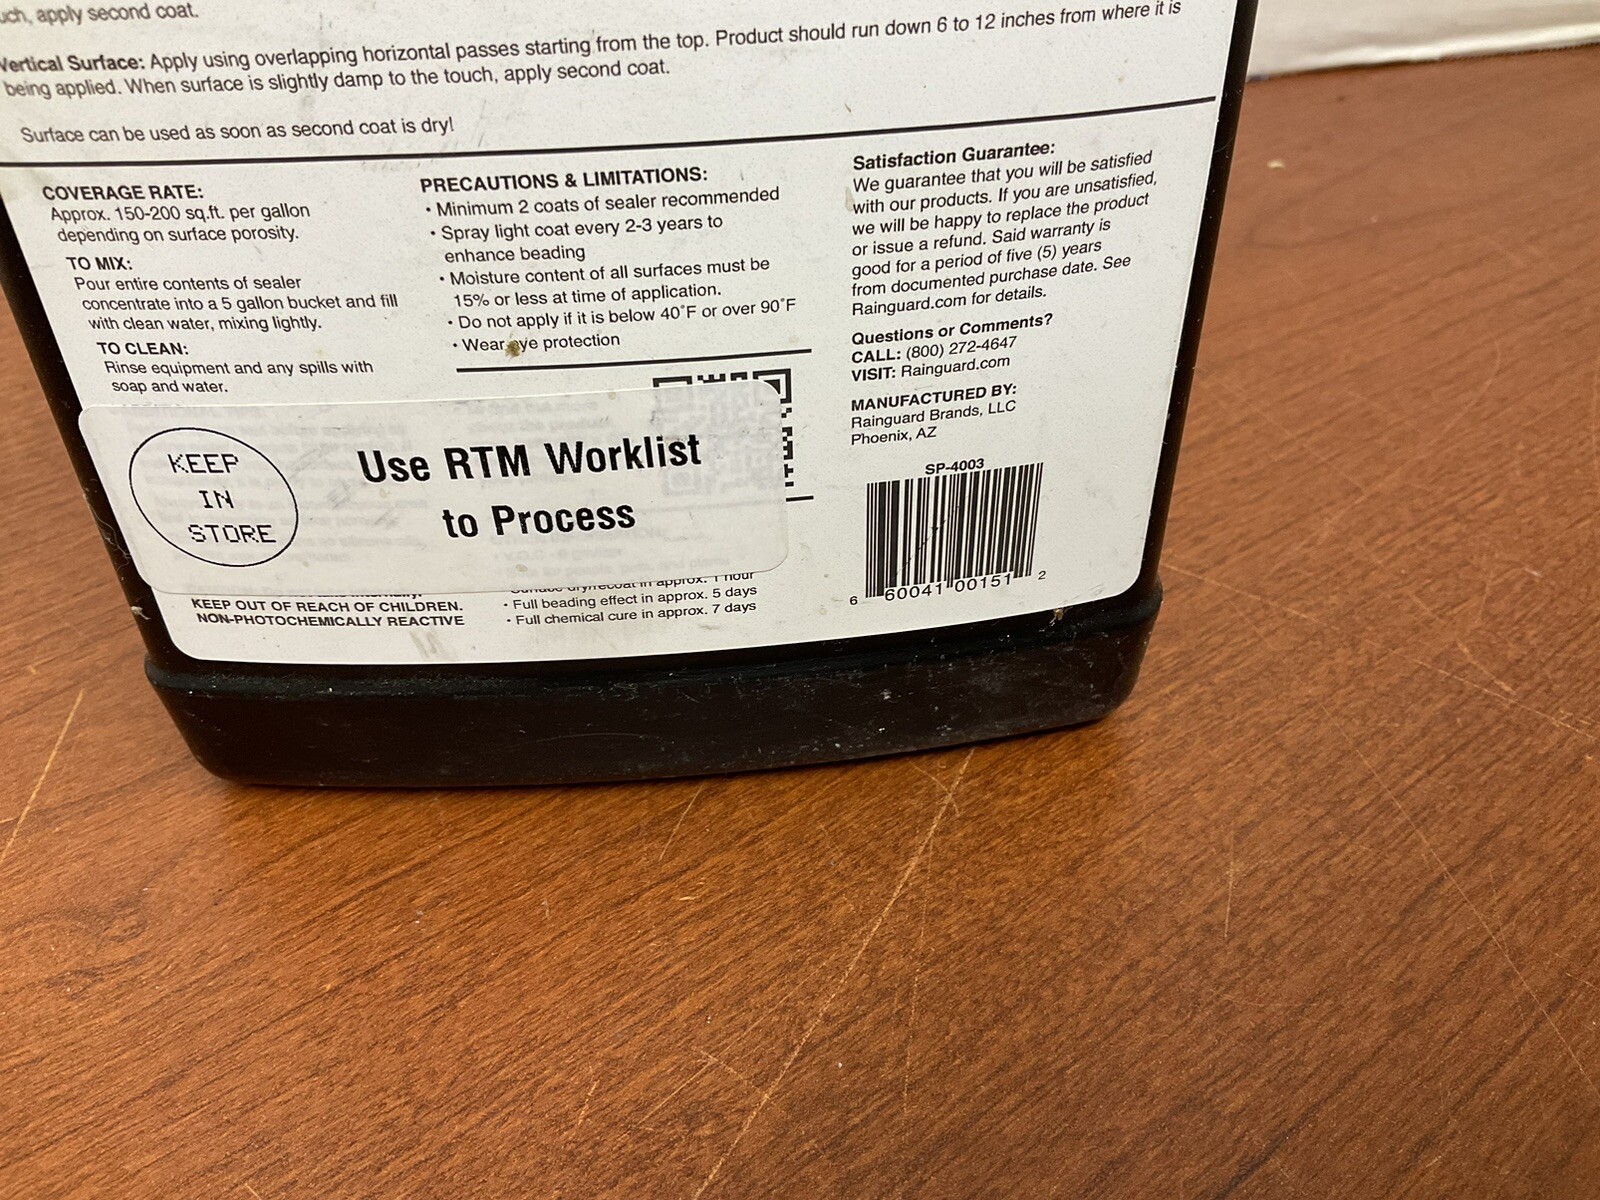 uch, apply second coat.
Vertical Surface: Apply using overlapping horizontal passes starting from the top. Product should run down 6 to 12 inches from where it is
being applied. When surface is slightly damp to the touch, apply second coat.
Surface can be used as soon as second coat is dry!
COVERAGE RATE:
Approx. 150-200 sq.ft. per gallon
depending on surface porosity.
TO MIX:
Pour entire contents of sealer
concentrate into a 5 gallon bucket and fill
with clean water, mixing lightly.
TO CLEAN:
Rinse equipment and any spills with
soap and water.
PRECAUTIONS & LIMITATIONS:
• Minimum 2 coats of sealer recommended
• Spray light coat every 2-3 years to
enhance beading
• Moisture content of all surfaces must be
15% or less at time of application.
• Do not apply if it is below 40°F or over 90°F
• Wear eye protection
Satisfaction Guarantee:
We guarantee that you will be satisfied
with our products. If you are unsatisfied,
we will be happy to replace the product
or issue a refund. Said warranty is
good for a period of five (5) years
from documented purchase date. See
Rainguard.com for details.
Questions or Comments?
CALL: (800) 272-4647
VISIT: Rainguard.com
MANUFACTURED BY:
Rainguard Brands, LLC
Phoenix, AZ
SP-4003
6 60041 00151 2
KEEP
IN
STORE
Use RTM Worklist
to Process
KEEP OUT OF REACH OF CHILDREN.
NON-PHOTOCHEMICALLY REACTIVE
Surface dry/recoat in approx. 1 hour
• Full beading effect in approx. 5 days
• Full chemical cure in approx. 7 days